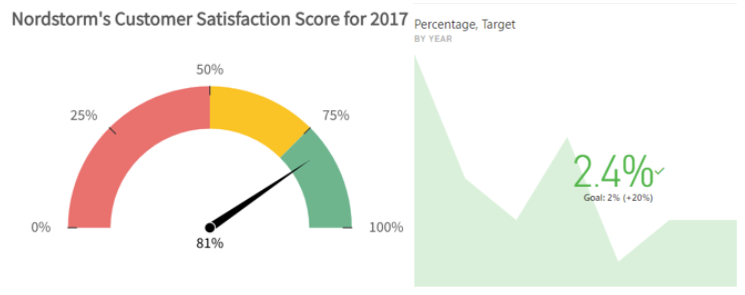 Nordstorm's Customer Satisfaction Score for 2017
50%
25%
75%
0%
100%
81%
Percentage, Target
BY YEAR
2.4%
Goal: 2% (+20%)